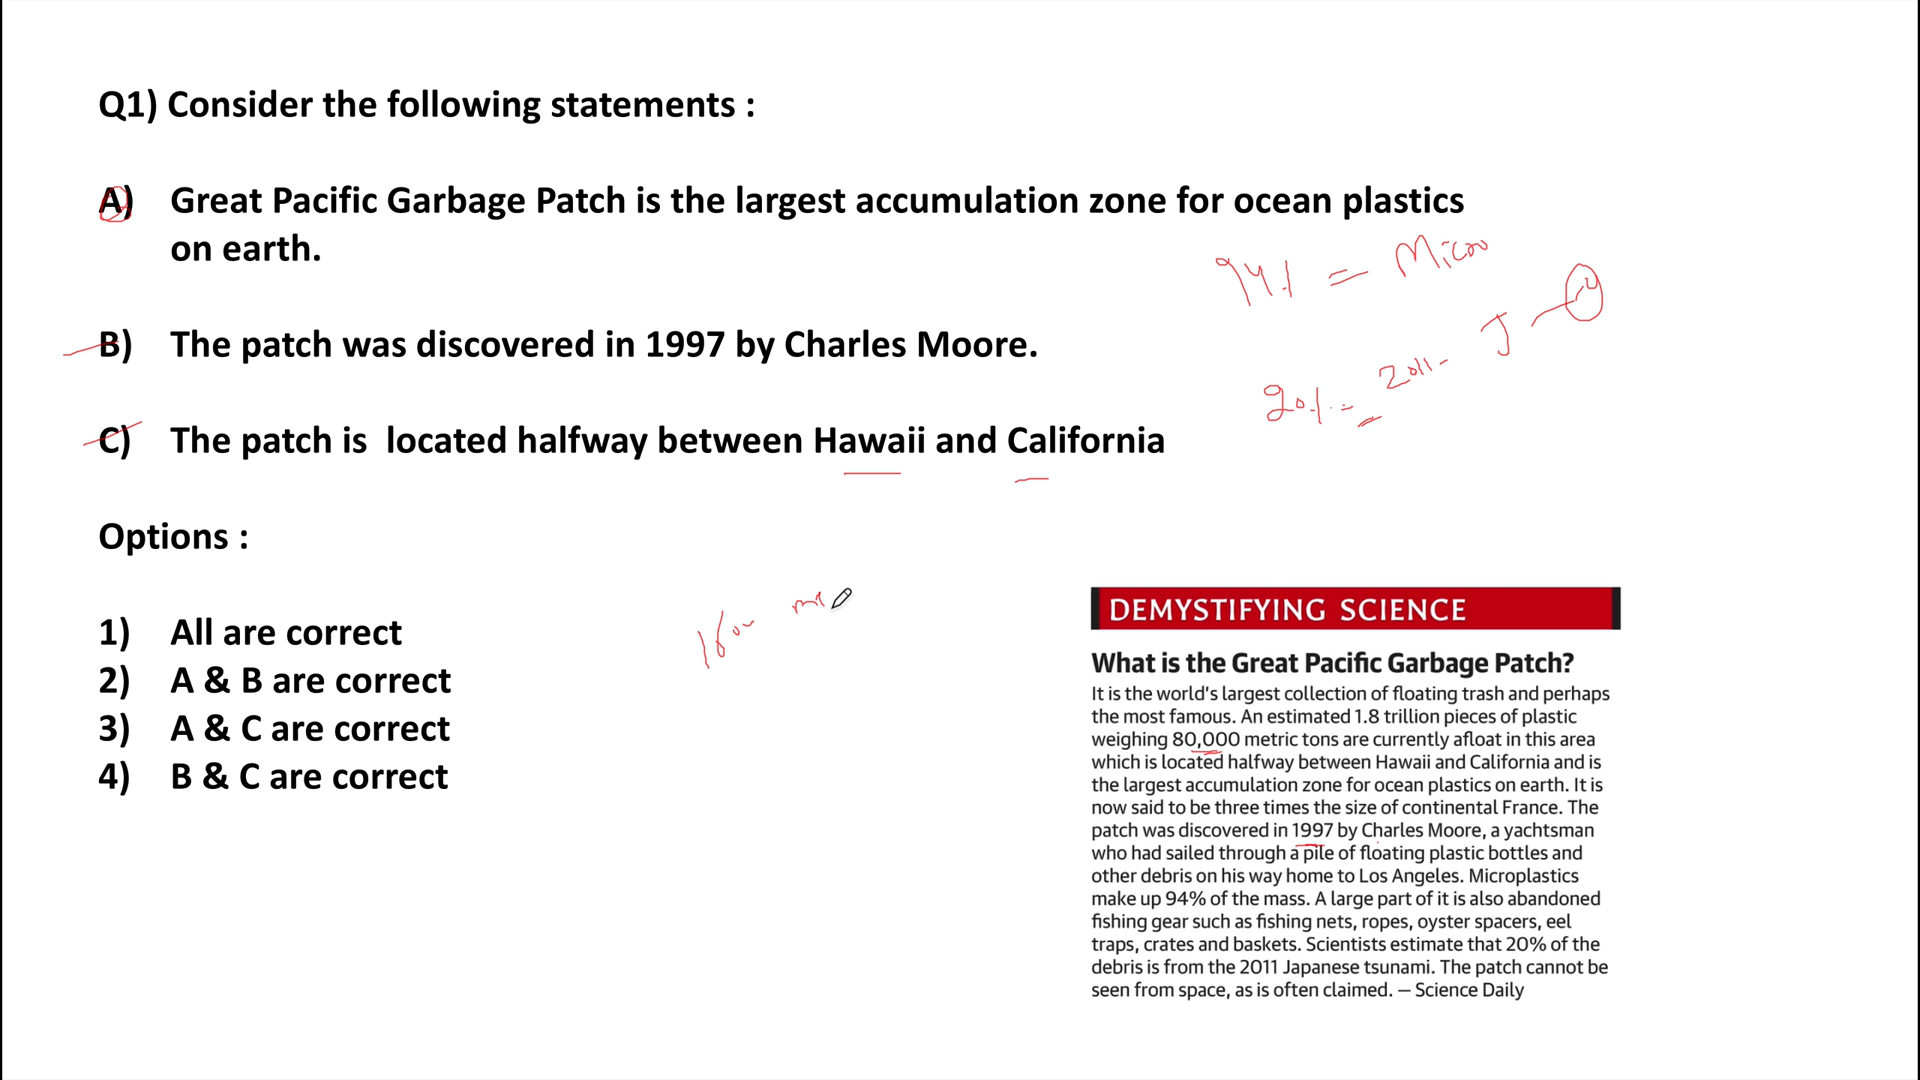 Q1) Consider the following statements :
A) Great Pacific Garbage Patch is the largest accumulation zone for ocean plastics
on earth.
94% = Micro
B) The patch was discovered in 1997 by Charles Moore.
20% = 2011 - J
C) The patch is located halfway between Hawaii and California
Options :
1) All are correct
2) A & B are correct
3) A & C are correct
4) B & C are correct
DEMYSTIFYING SCIENCE
What is the Great Pacific Garbage Patch?
It is the world's largest collection of floating trash and perhaps
the most famous. An estimated 1.8 trillion pieces of plastic
weighing 80,000 metric tons are currently afloat in this area
which is located halfway between Hawaii and California and is
the largest accumulation zone for ocean plastics on earth. It is
now said to be three times the size of continental France. The
patch was discovered in 1997 by Charles Moore, a yachtsman
who had sailed through a pile of floating plastic bottles and
other debris on his way home to Los Angeles. Microplastics
make up 94% of the mass. A large part of it is also abandoned
fishing gear such as fishing nets, ropes, oyster spacers, eel
traps, crates and baskets. Scientists estimate that 20% of the
debris is from the 2011 Japanese tsunami. The patch cannot be
seen from space, as is often claimed. — Science Daily